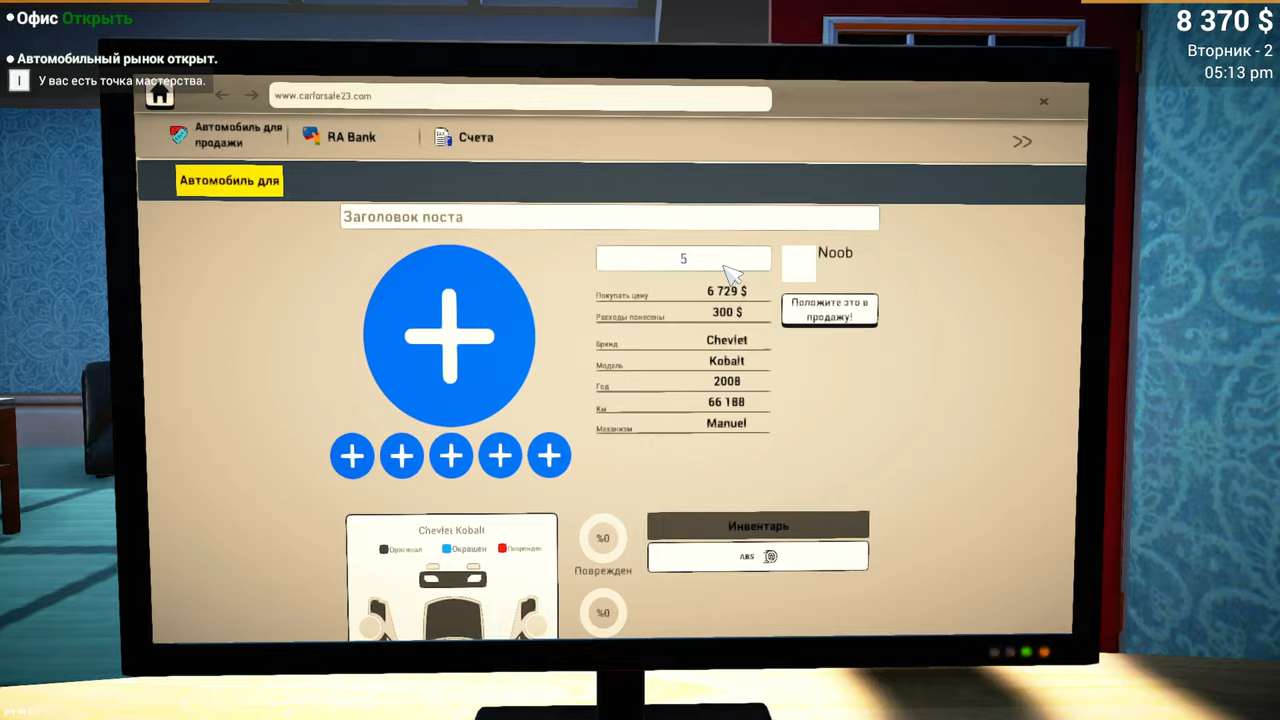 Офис Открыть
8 370 $
Вторник - 2
05:13 pm
Автомобильный рынок открыт.
I У вас есть точка мастерства.
www.carforsale23.com
Автомобиль для
продажи
RA Bank
Счета
Автомобиль для
Заголовок поста
5
Noob
Покупать цену 6 729 $
Расходы понесены 300 $
Положите это в
продажу!
Бренд Chevlet
Модель Kobalt
Год 2008
Км 66 188
Механизм Manuel
Chevlet Kobalt
Оригинал Окрашен Поврежден
%0
Поврежден
%0
Инвентарь
ABS